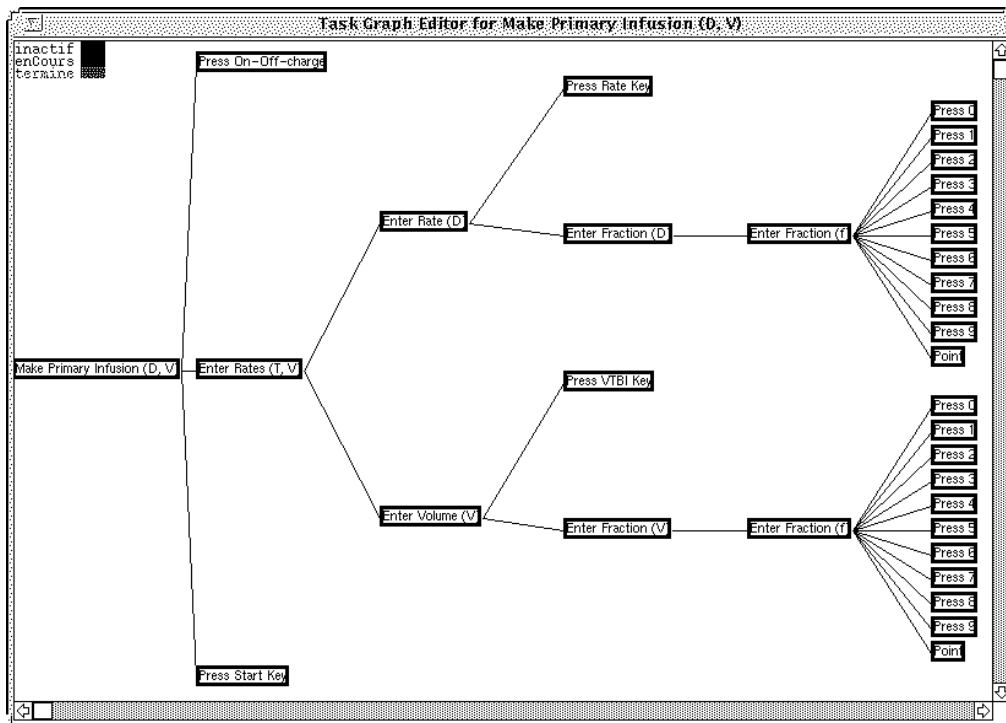 Task Graph Editor for Make Primary Infusion (D, V)
inactif
enCours
termine
Press On-Off-charge
Press Rate Key
Press 0
Press 1
Press 2
Press 3
Press 4
Enter Rate (D)
Enter Fraction (D)
Enter Fraction (f)
Press 5
Press 6
Press 7
Press 8
Press 9
Point
Make Primary Infusion (D, V)
Enter Rates (T, V)
Press VTBI Key
Press 0
Press 1
Press 2
Press 3
Press 4
Enter Volume (V)
Enter Fraction (V)
Enter Fraction (f)
Press 5
Press 6
Press 7
Press 8
Press 9
Point
Press Start Key